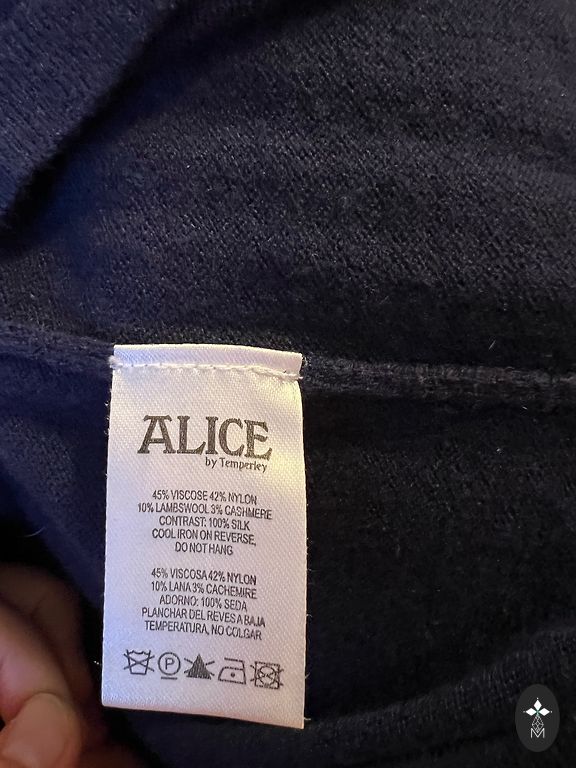 ALICE
by Temperley
45% VISCOSE 42% NYLON
10% LAMBSWOOL 3% CASHMERE
CONTRAST: 100% SILK
COOL IRON ON REVERSE,
DO NOT HANG
45% VISCOSA 42% NYLON
10% LANA 3% CACHEMIRE
ADORNO: 100% SEDA
PLANCHAR DEL REVES A BAJA
TEMPERATURA, NO COLGAR
P
M